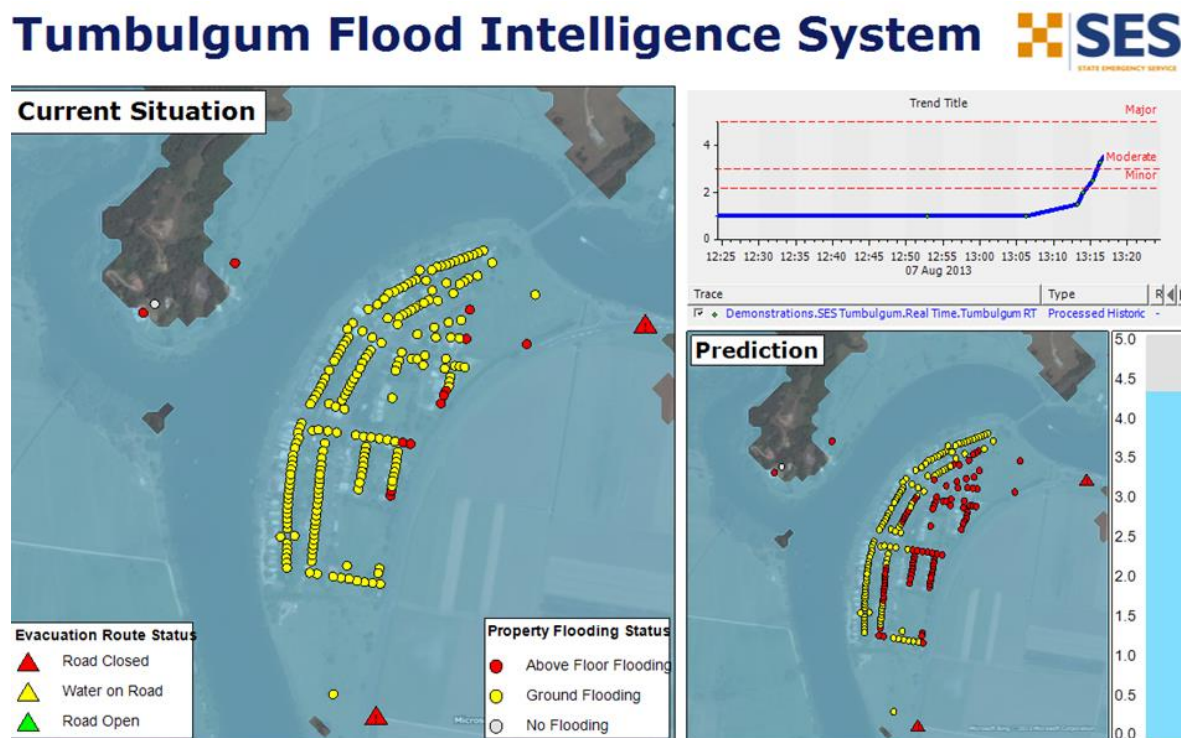 Tumbulgum Flood Intelligence System
SES
STATE EMERGENCY SERVICE
Current Situation
Evacuation Route Status
Road Closed
Water on Road
Road Open
Property Flooding Status
Above Floor Flooding
Ground Flooding
No Flooding
Trend Title
Major
Moderate
Minor
4
2
0
12:25 12:30 12:35 12:40 12:45 12:50 12:55 13:00 13:05 13:10 13:15 13:20
07 Aug 2013
Trace Type R
Demonstrations.SES Tumbulgum.Real Time.Tumbulgum RT Processed Historic -
Prediction
5.0
4.5
4.0
3.5
3.0
2.5
2.0
1.5
1.0
0.5
0.0